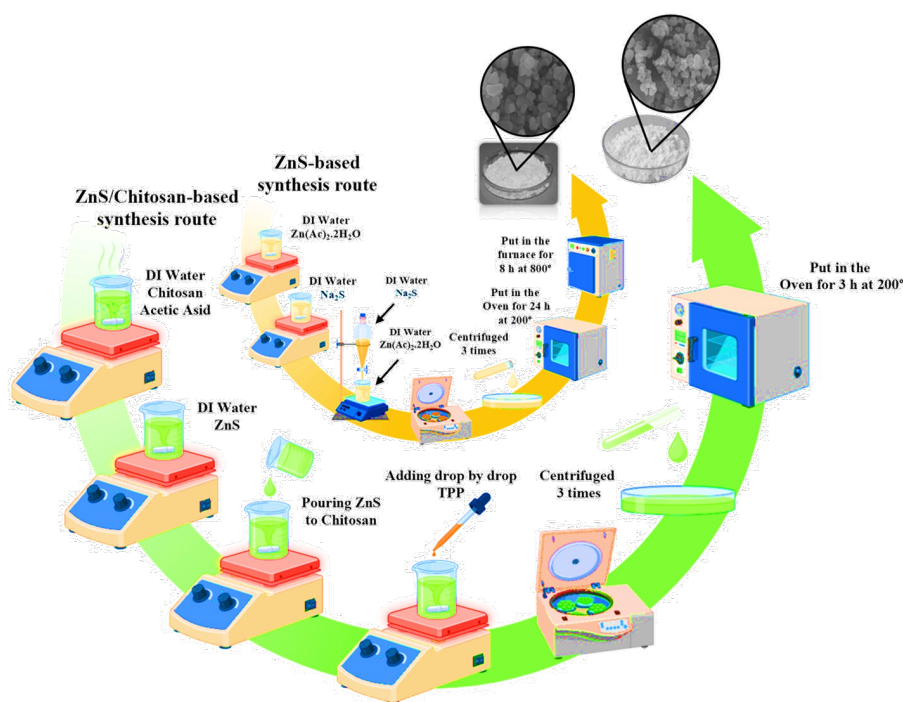 ZnS-based
synthesis route
ZnS/Chitosan-based
synthesis route
DI Water
Zn(Ac)₂.2H₂O
DI Water
Na₂S
DI Water
Na₂S
DI Water
Zn(Ac)₂.2H₂O
Centrifuged
3 times
Put in the
Oven for 24 h
at 200°
Put in the
furnace for
8 h at 800°
DI Water
Chitosan
Acetic Asid
DI Water
ZnS
Pouring ZnS
to Chitosan
Adding drop by drop
TPP
Centrifuged
3 times
Put in the
Oven for 3 h at 200°